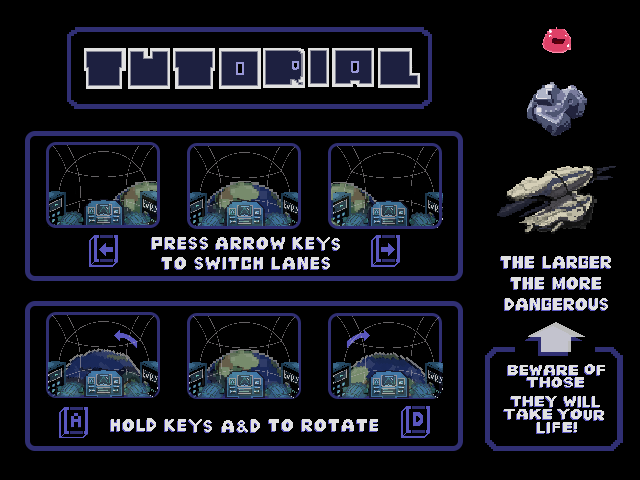 TUTORIAL
PRESS ARROW KEYS
TO SWITCH LANES
A
HOLD KEYS A&D TO ROTATE
D
THE LARGER
THE MORE
DANGEROUS
BEWARE OF
THOSE
THEY WILL
TAKE YOUR
LIFE!